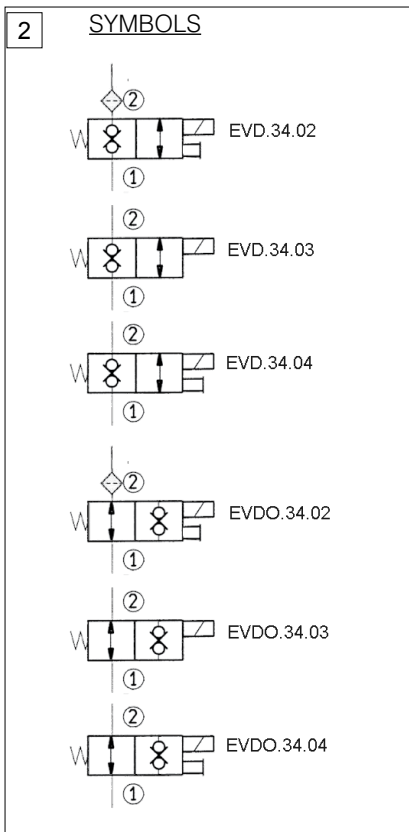 2 SYMBOLS
②
EVD.34.02
①
②
EVD.34.03
①
②
EVD.34.04
①
②
EVDO.34.02
①
②
EVDO.34.03
①
②
EVDO.34.04
①